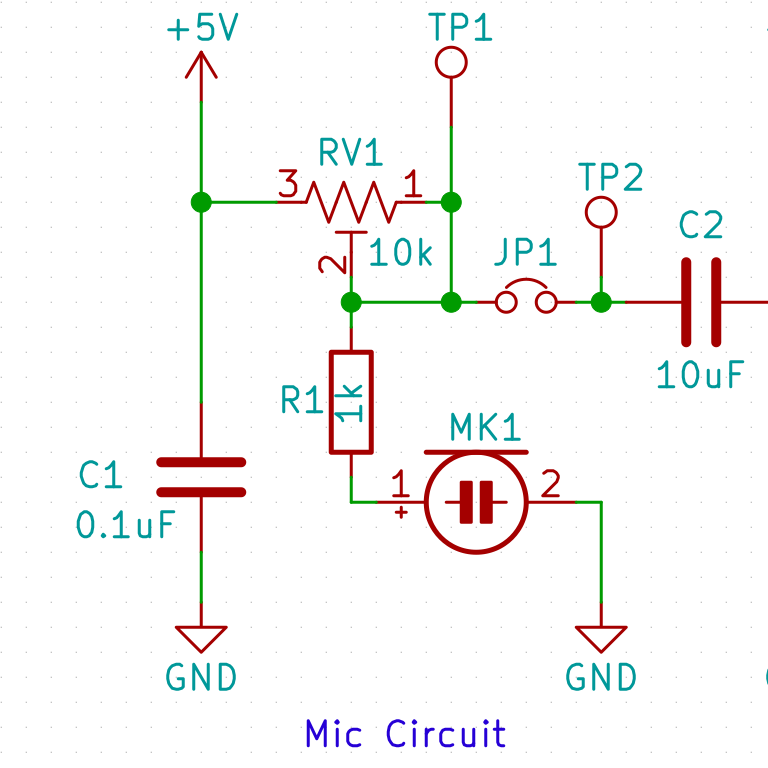 +5V
TP1
RV1
3
1
TP2
2
10k
JP1
C2
10uF
R1
1k
MK1
C1
1
2
+
0.1uF
GND
GND
Mic Circuit